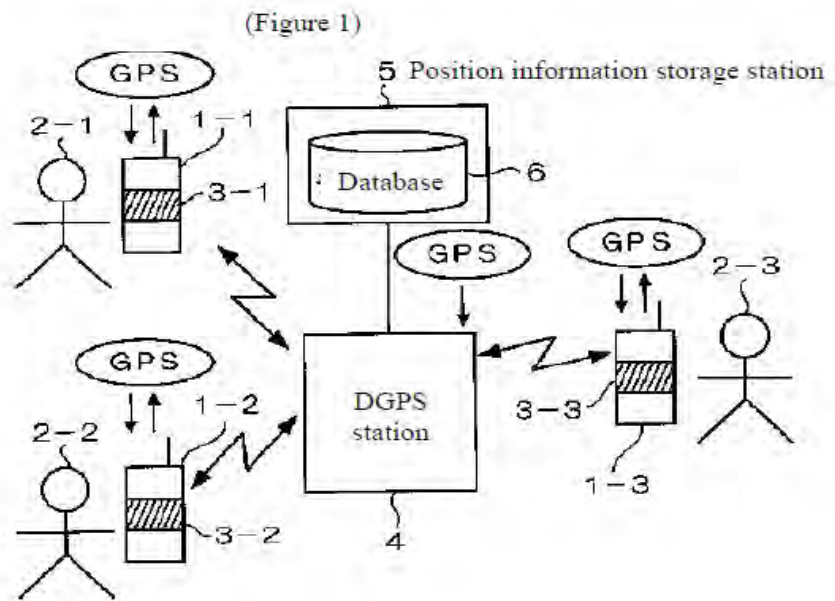 (Figure 1)
GPS
5 Position information storage station
2-1
1-1
3-1
Database
6
GPS
GPS
2-3
GPS
1-2
2-2
DGPS
station
3-3
1-3
3-2
4